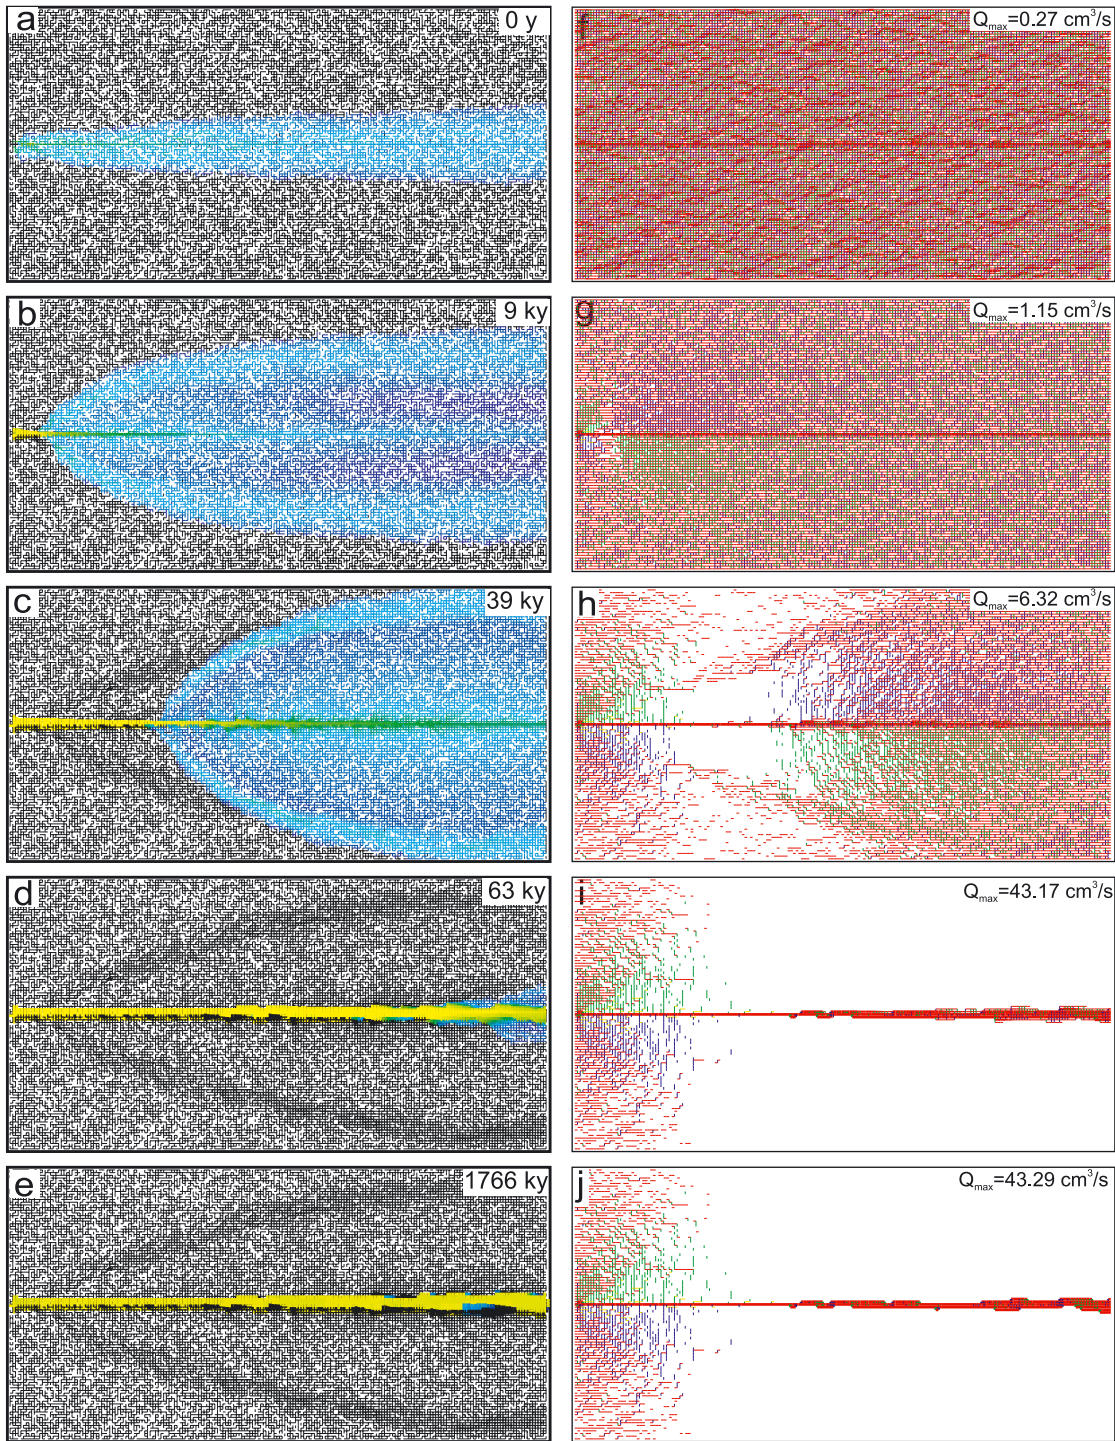 a
0 y
f
Qmax=0.27 cm³/s
b
9 ky
g
Qmax=1.15 cm³/s
c
39 ky
h
Qmax=6.32 cm³/s
d
63 ky
i
Qmax=43.17 cm³/s
e
1766 ky
j
Qmax=43.29 cm³/s